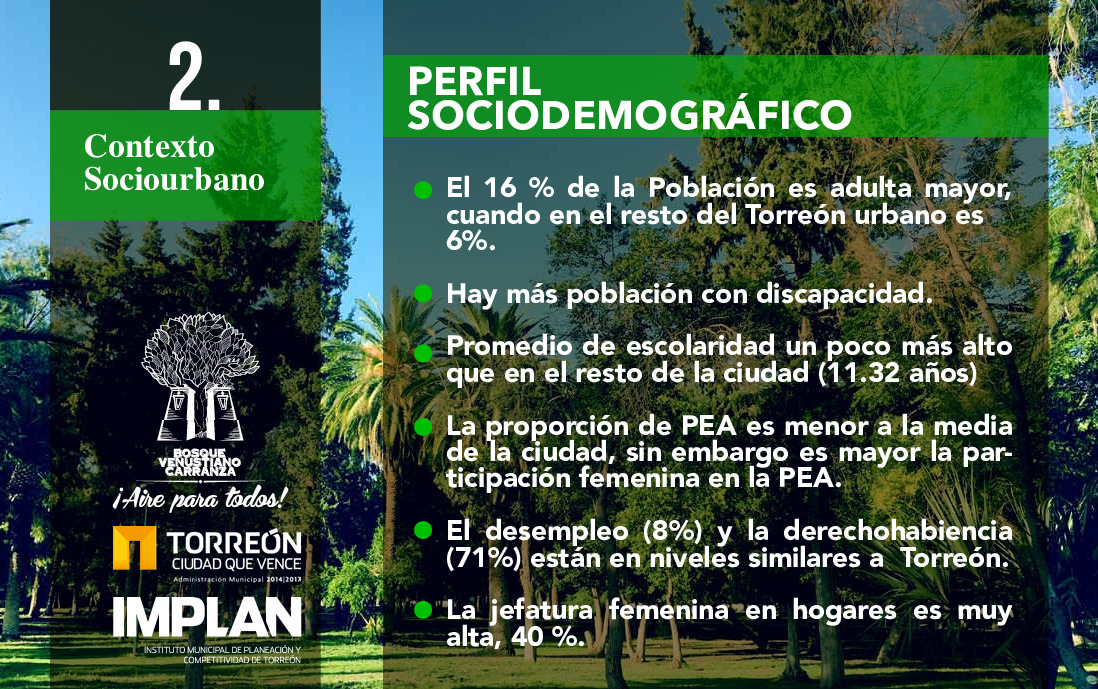 2.
Contexto
Sociourbano
BOSQUE
VENUSTIANO
CARRANZA
¡Aire para todos!
TORREÓN
CIUDAD QUE VENCE
Administración Municipal 2014|2017
IMPLAN
INSTITUTO MUNICIPAL DE PLANEACIÓN Y
COMPETITIVIDAD DE TORREÓN
PERFIL
SOCIODEMOGRÁFICO
El 16 % de la Población es adulta mayor,
cuando en el resto del Torreón urbano es
6%.
Hay más población con discapacidad.
Promedio de escolaridad un poco más alto
que en el resto de la ciudad (11.32 años)
La proporción de PEA es menor a la media
de la ciudad, sin embargo es mayor la par-
ticipación femenina en la PEA.
El desempleo (8%) y la derechohabiencia
(71%) están en niveles similares a  Torreón.
La jefatura femenina en hogares es muy
alta, 40 %.